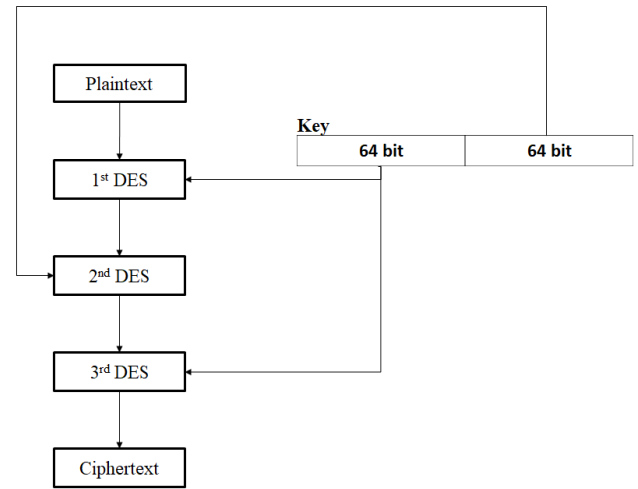 Plaintext
Key
64 bit 64 bit
1st DES
2nd DES
3rd DES
Ciphertext